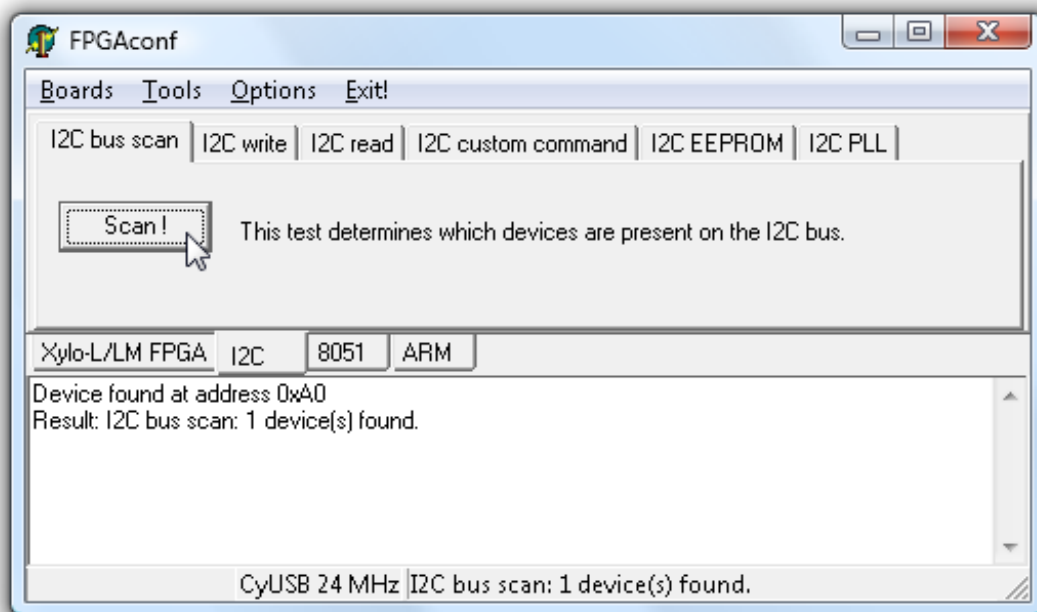 FPGAconf
Boards Tools Options Exit!
I2C bus scan I2C write I2C read I2C custom command I2C EEPROM I2C PLL
Scan ! This test determines which devices are present on the I2C bus.
Xylo-L/LM FPGA I2C 8051 ARM
Device found at address 0xA0
Result: I2C bus scan: 1 device(s) found.
CyUSB 24 MHz I2C bus scan: 1 device(s) found.